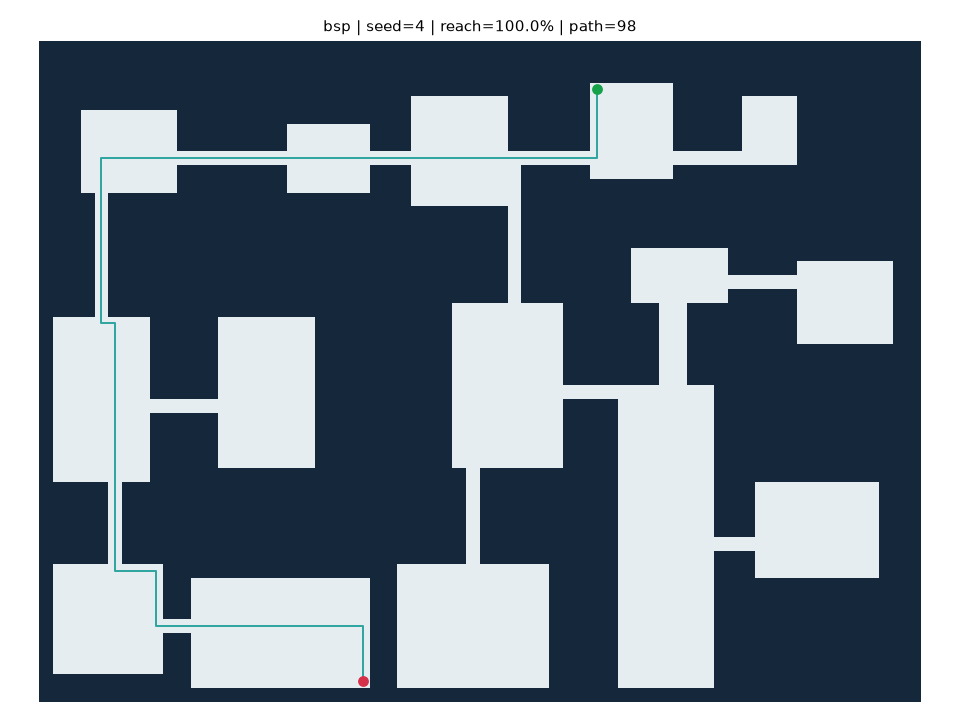 bsp | seed=4 | reach=100.0% | path=98